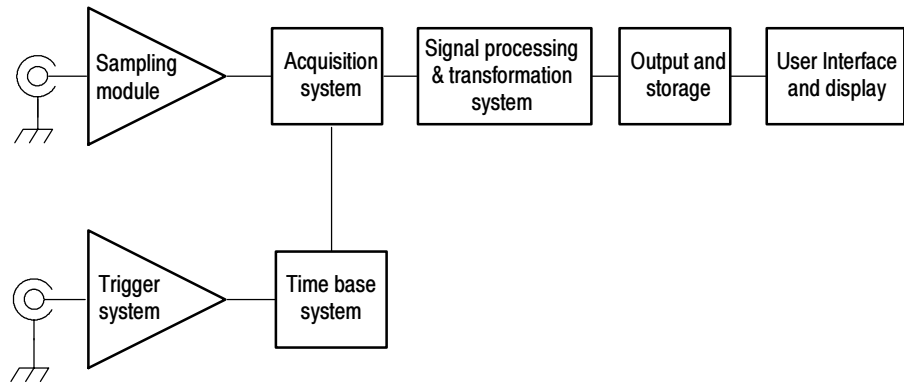 Sampling
module
Acquisition
system
Signal processing
& transformation
system
Output and
storage
User Interface
and display
Trigger
system
Time base
system